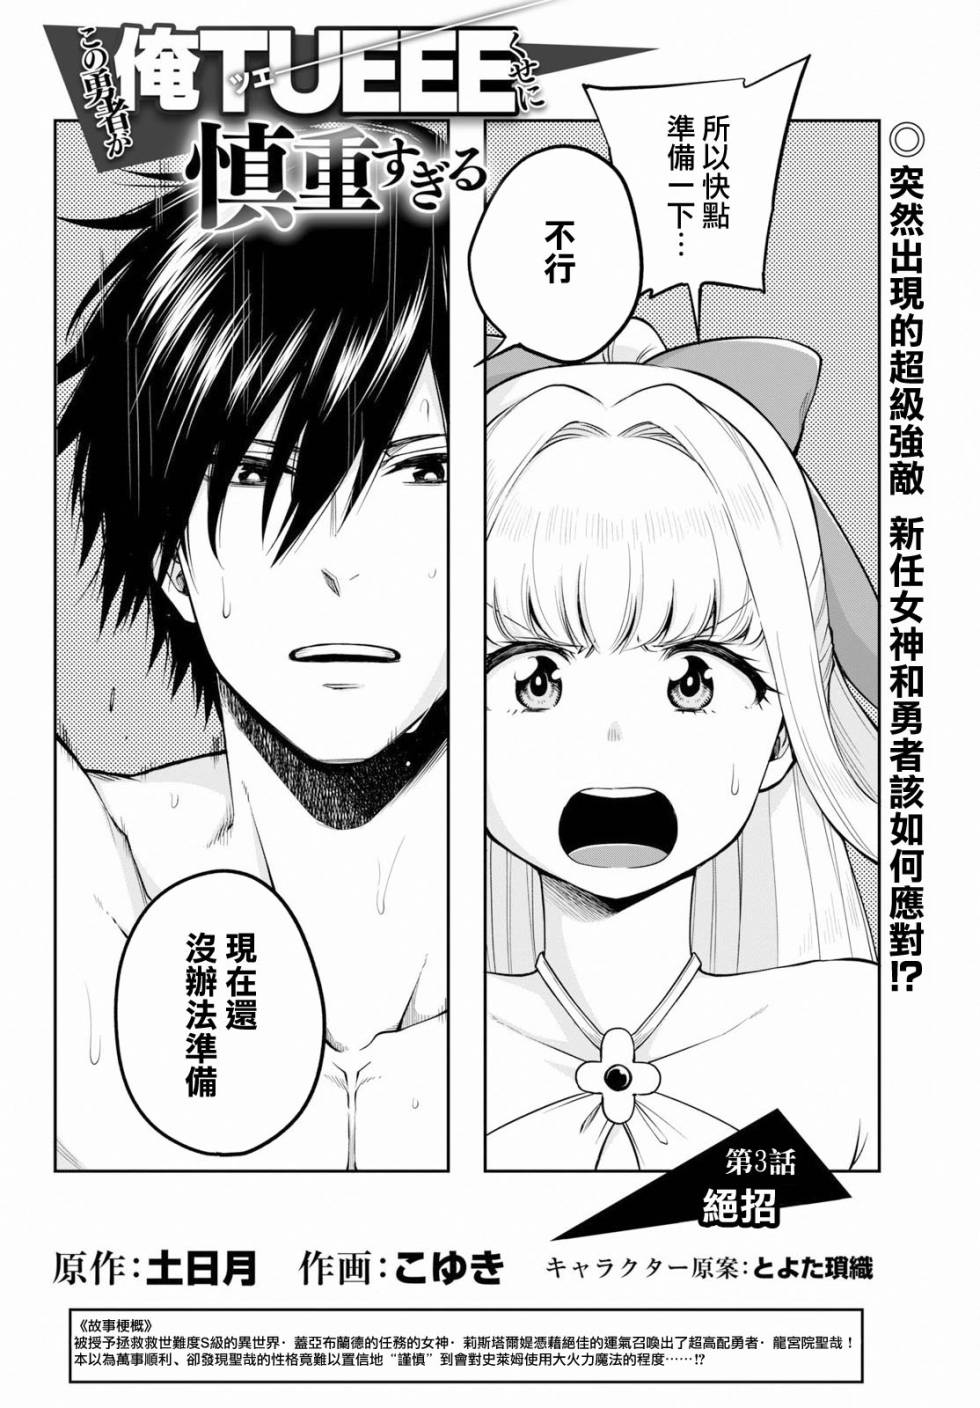 この勇者が
俺TUEEE
ツエー
くせに
慎重すぎる
◎突然出現的超級強敵 新任女神和勇者該如何應對!?
所以快點
準備一下…
不行
現在還
沒辦法準備
第3話
絕招
原作:土日月 作画:こゆき キャラクター原案:とよた瑣織
《故事梗概》
被授予拯救救世難度S級的異世界・蓋亞布蘭德的任務的女神・莉斯塔爾媞憑藉絕佳的運氣召喚出了超高配勇者・龍宮院聖哉！
本以為萬事順利、卻發現聖哉的性格竟難以置信地“謹慎”到會對史萊姆使用大火力魔法的程度……!?